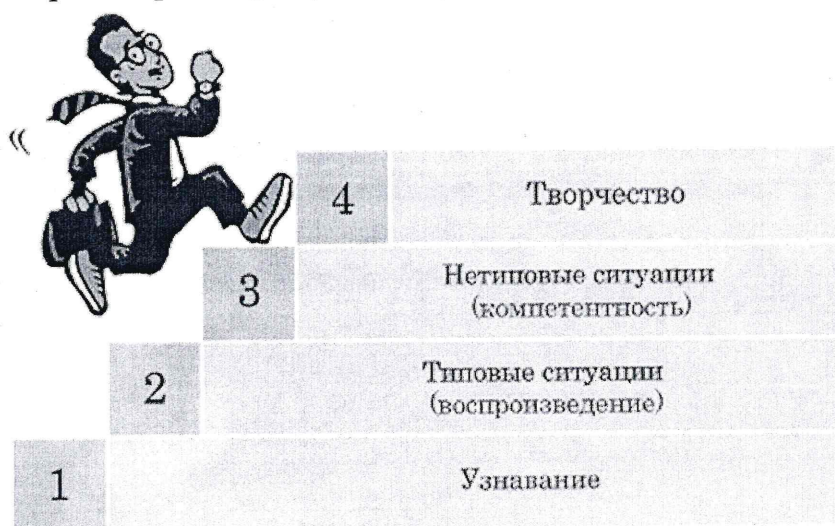 4 Творчество
3 Нетиповые ситуации
(компетентность)
2 Типовые ситуации
(воспроизведение)
1 Узнавание